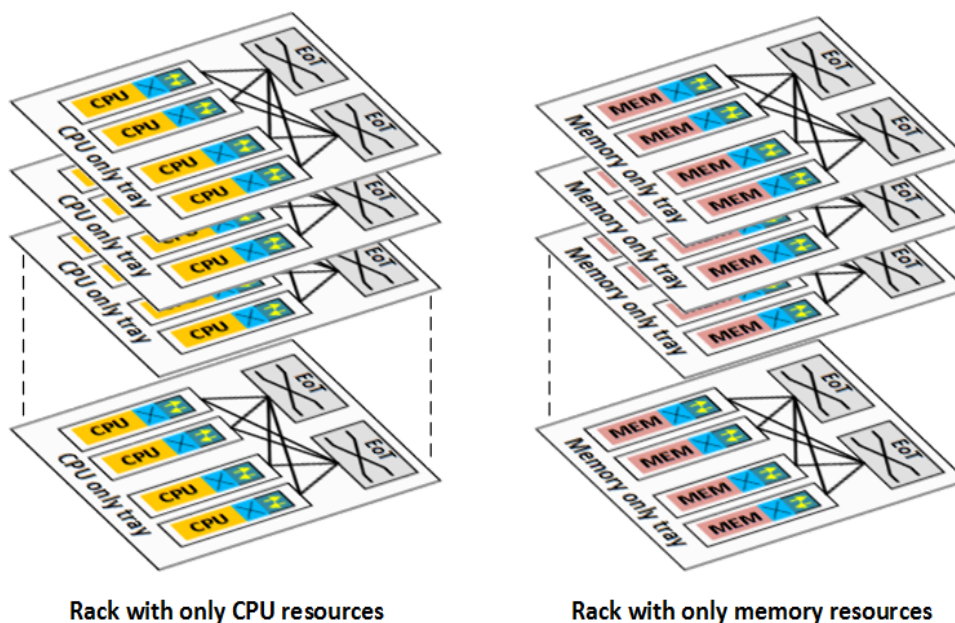 EoT
CPU
CPU
EoT
CPU
CPU
CPU only tray
EoT
CPU
CPU
CPU only tray
EoT
CPU
CPU only tray
EoT
CPU
CPU
EoT
CPU
CPU
CPU only tray
EoT
MEM
MEM
EoT
MEM
MEM
Memory only tray
EoT
MEM
Memory only tray
EoT
MEM
Memory only tray
EoT
MEM
MEM
EoT
MEM
MEM
Memory only tray
Rack with only CPU resources
Rack with only memory resources